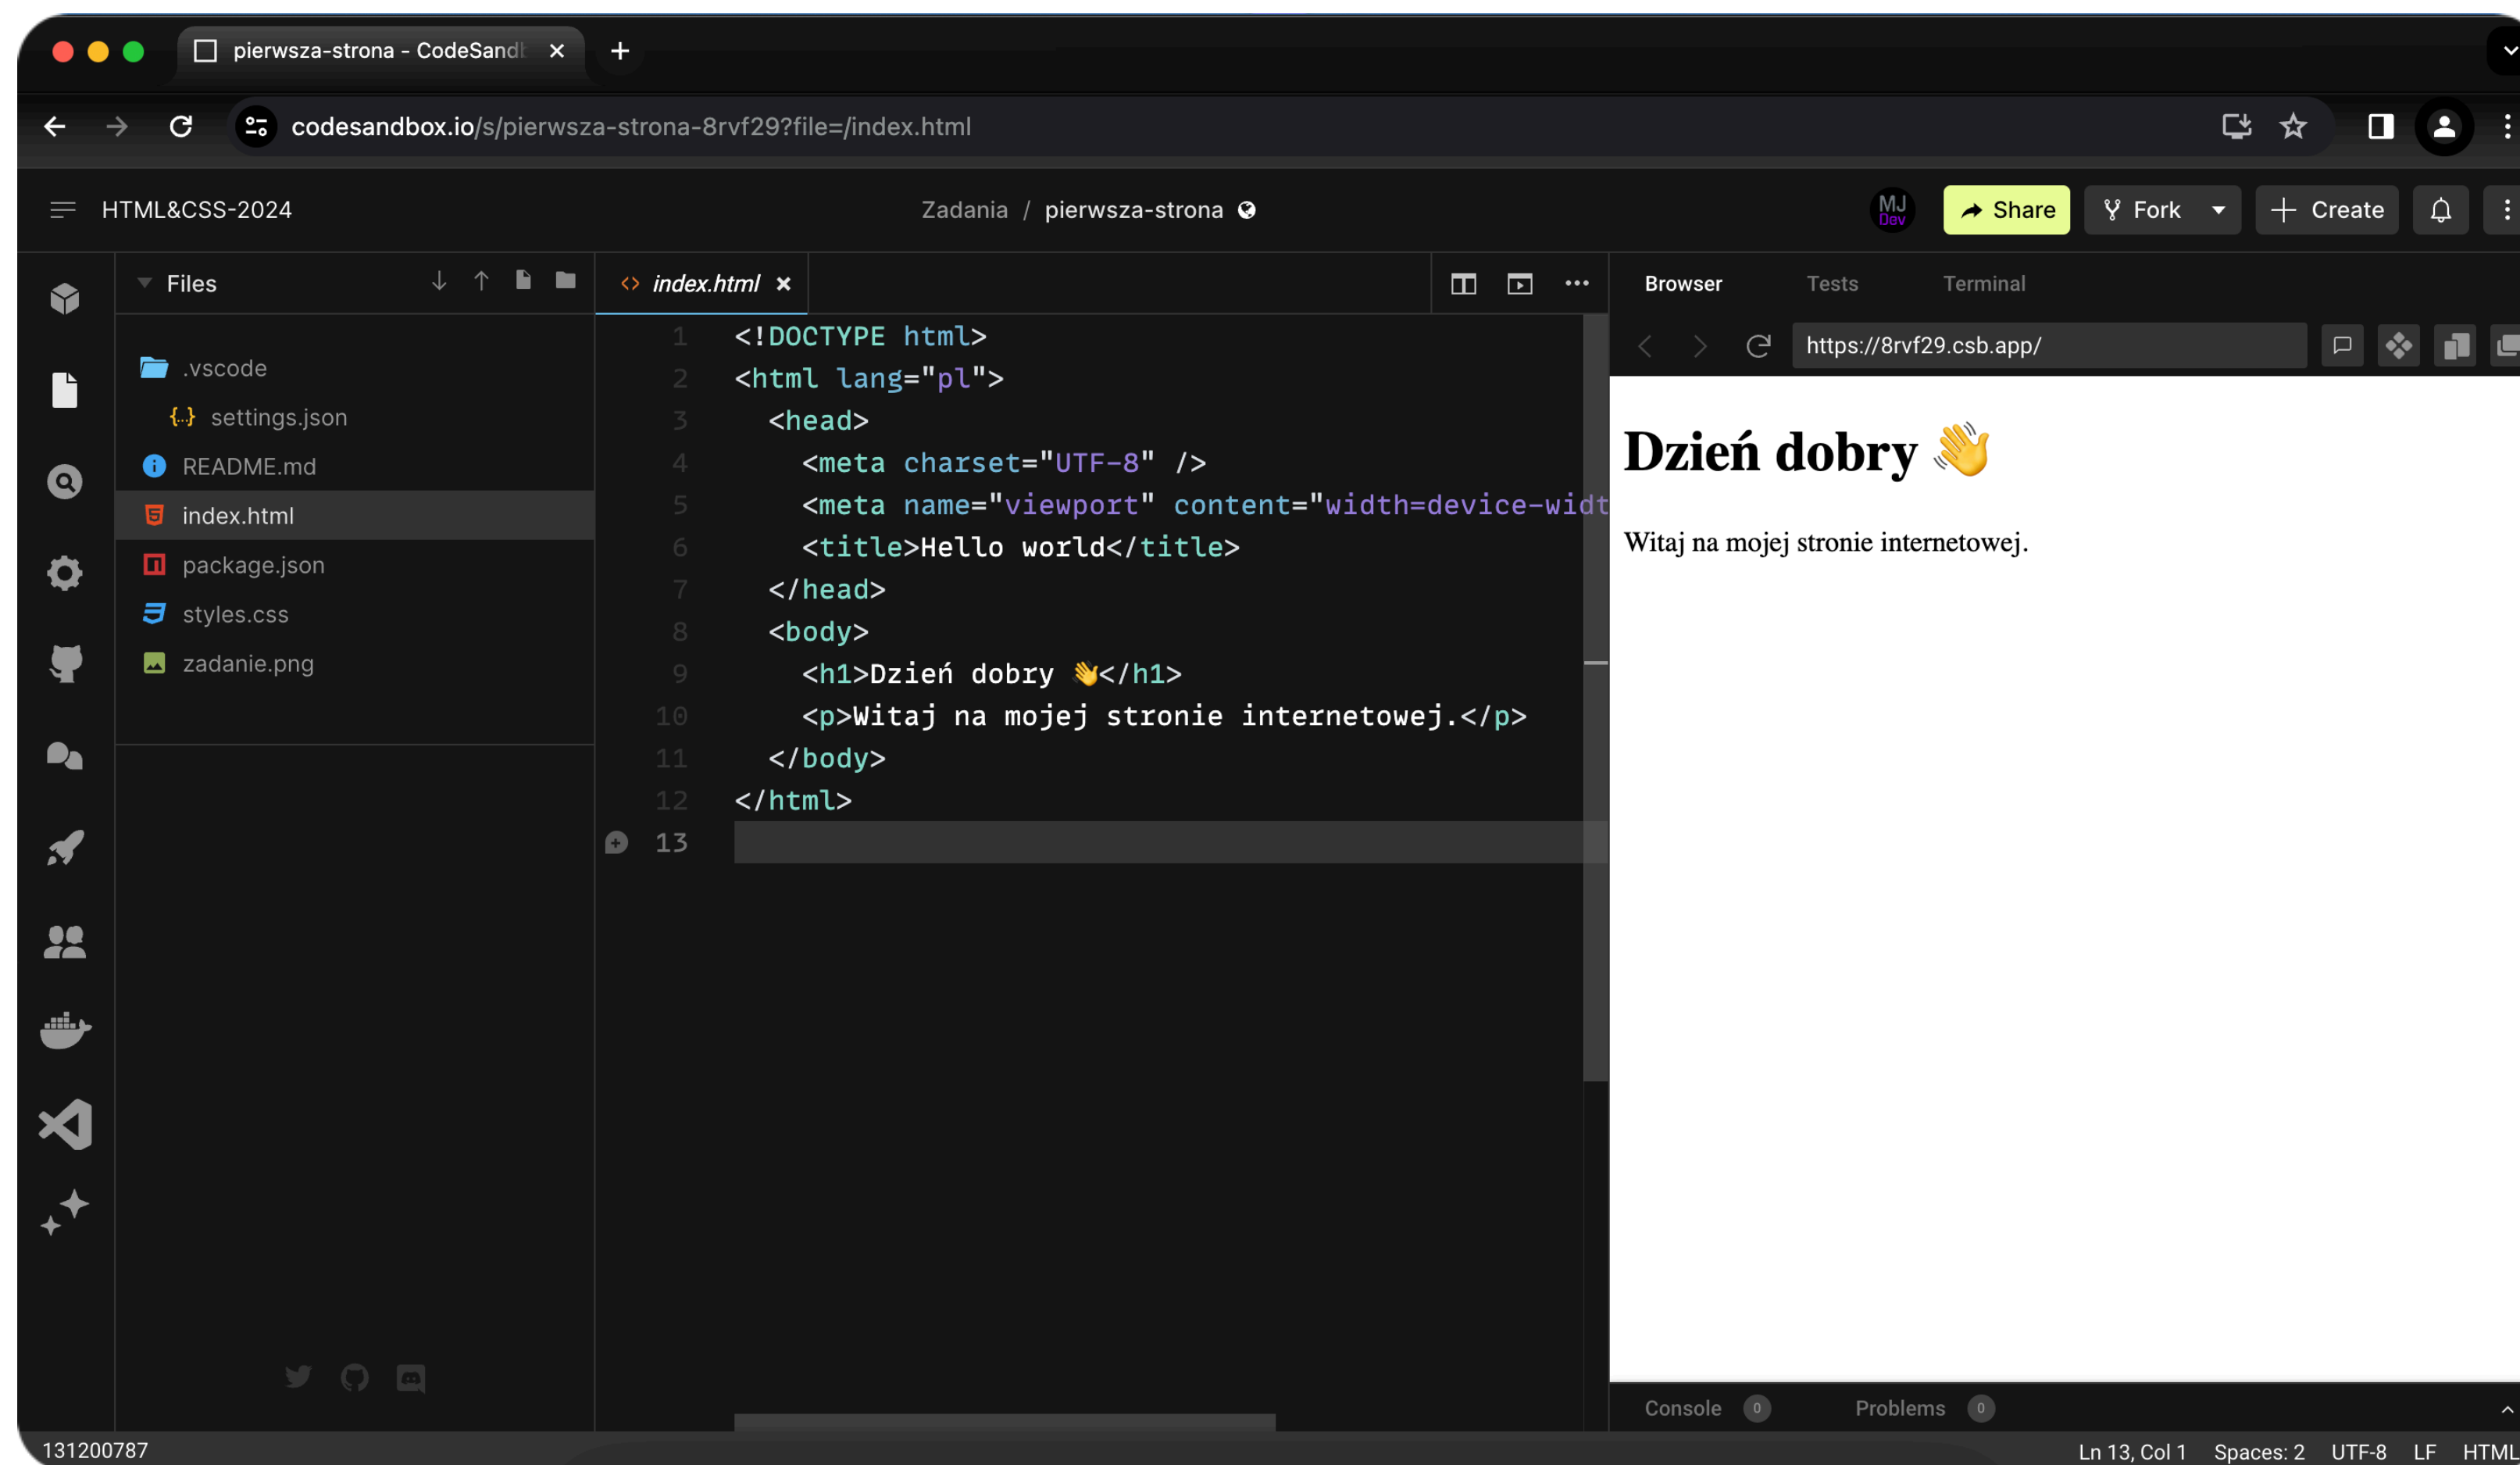 pierwsza-strona - CodeSandb
codesandbox.io/s/pierwsza-strona-8rvf29?file=/index.html
HTML&CSS-2024
Zadania / pierwsza-strona
MJ
Dev
Share
Fork
Create
Files
.vscode
settings.json
README.md
index.html
package.json
styles.css
zadanie.png
index.html
1 <!DOCTYPE html>
2 <html lang="pl">
3 <head>
4 <meta charset="UTF-8" />
5 <meta name="viewport" content="width=device-widt
6 <title>Hello world</title>
7 </head>
8 <body>
9 <h1>Dzień dobry 👋</h1>
10 <p>Witaj na mojej stronie internetowej.</p>
11 </body>
12 </html>
13
Browser Tests Terminal
https://8rvf29.csb.app/
Dzień dobry 👋
Witaj na mojej stronie internetowej.
Console 0 Problems 0
131200787
Ln 13, Col 1 Spaces: 2 UTF-8 LF HTML